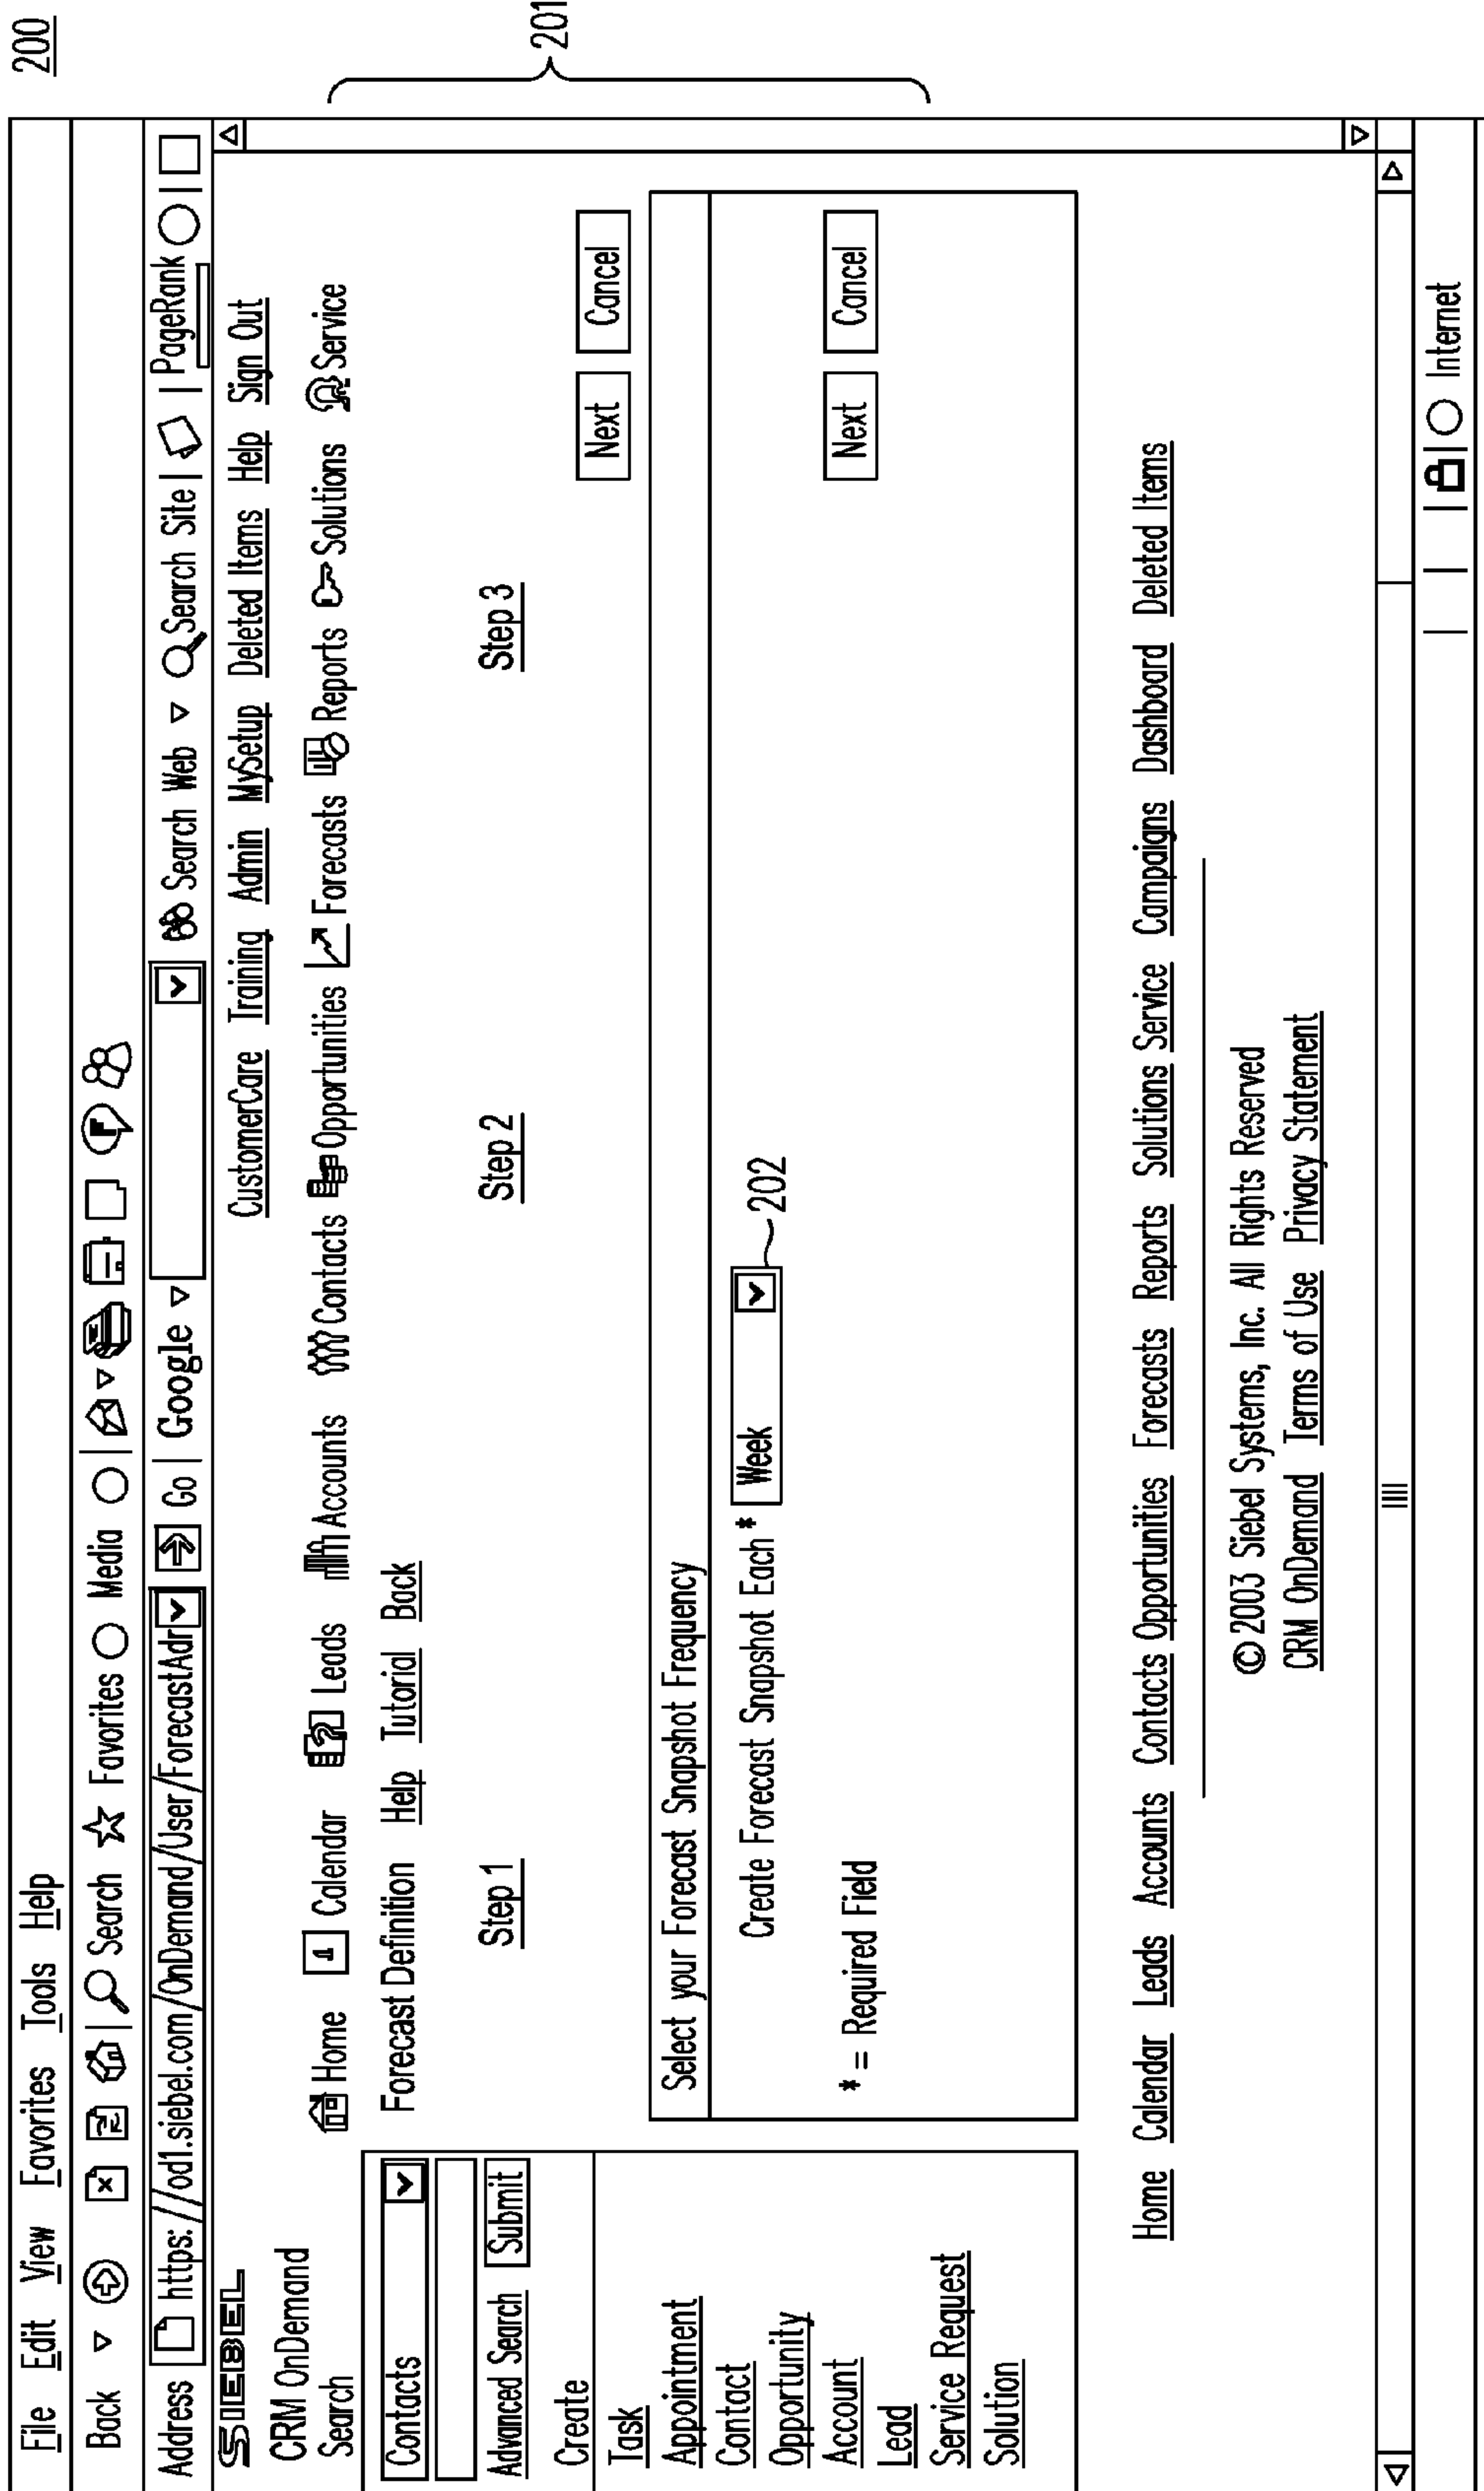 200
File Edit View Favorites Tools Help
Back Search Favorites Media
Address https://od1.siebel.com/OnDemand/User/ForecastAdr Go Google Search Web Search Site PageRank
SIEBEL CustomerCare Training Admin MySetup Deleted Items Help Sign Out
CRM OnDemand
Search
Home 1 Calendar Leads Accounts Contacts Opportunities Forecasts Reports Solutions Service
Contacts
Forecast Definition Help Tutorial Back
Advanced Search Submit
Step 1 Step 2 Step 3
201
Create
Next Cancel
Task
Appointment
Contact
Opportunity
Account
Lead
Service Request
Solution
Select your Forecast Snapshot Frequency
Create Forecast Snapshot Each * Week
202
* = Required Field
Next Cancel
Home Calendar Leads Accounts Contacts Opportunities Forecasts Reports Solutions Service Campaigns Dashboard Deleted Items
© 2003 Siebel Systems, Inc. All Rights Reserved
CRM OnDemand Terms of Use Privacy Statement
Internet